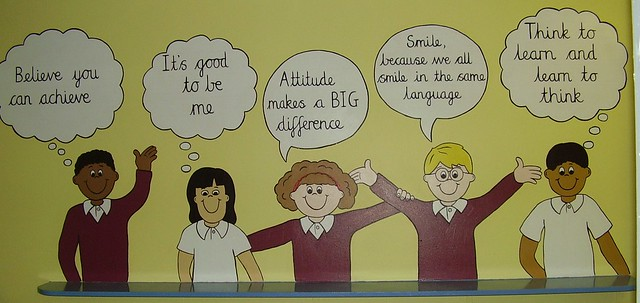 Believe you
can achieve
It's good
to be
me
Attitude
makes a BIG
difference
Smile,
because we all
smile in the same
language
Think to
learn and
learn to
think